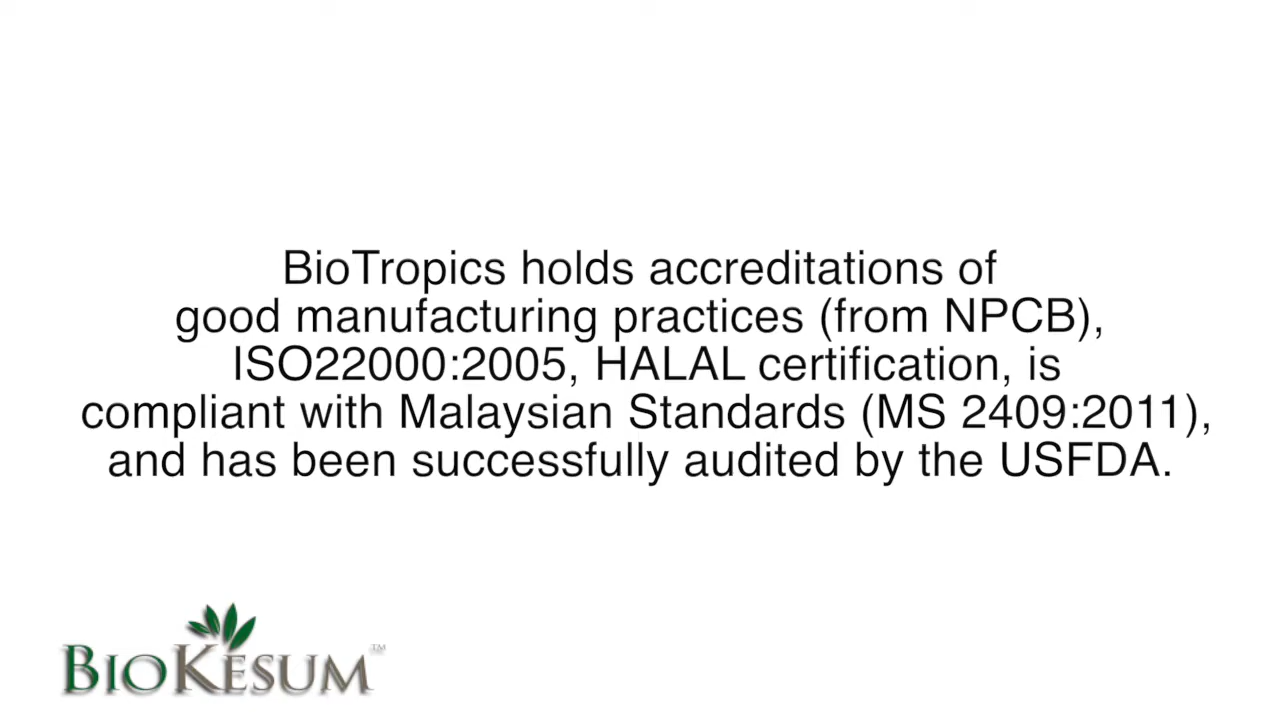 BioTropics holds accreditations of
good manufacturing practices (from NPCB),
ISO22000:2005, HALAL certification, is
compliant with Malaysian Standards (MS 2409:2011),
and has been successfully audited by the USFDA.
BIOKESUM™